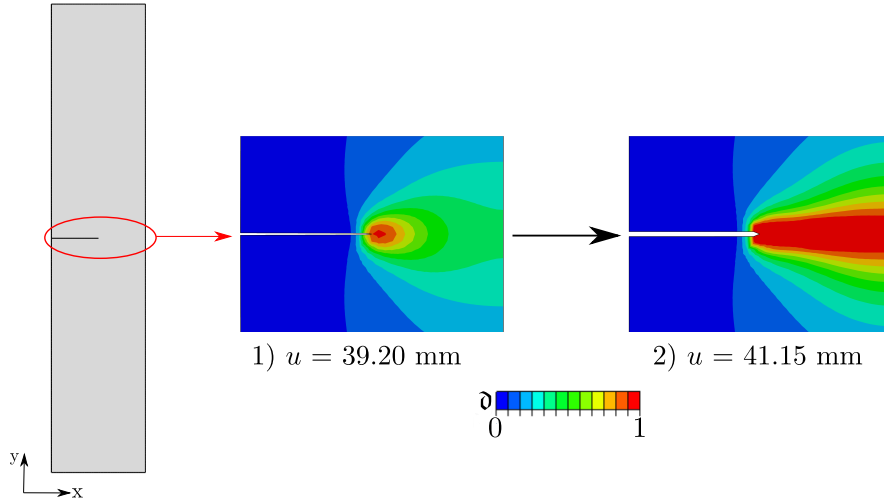 1) u = 39.20 mm
2) u = 41.15 mm
𝔡
0 1
y
x